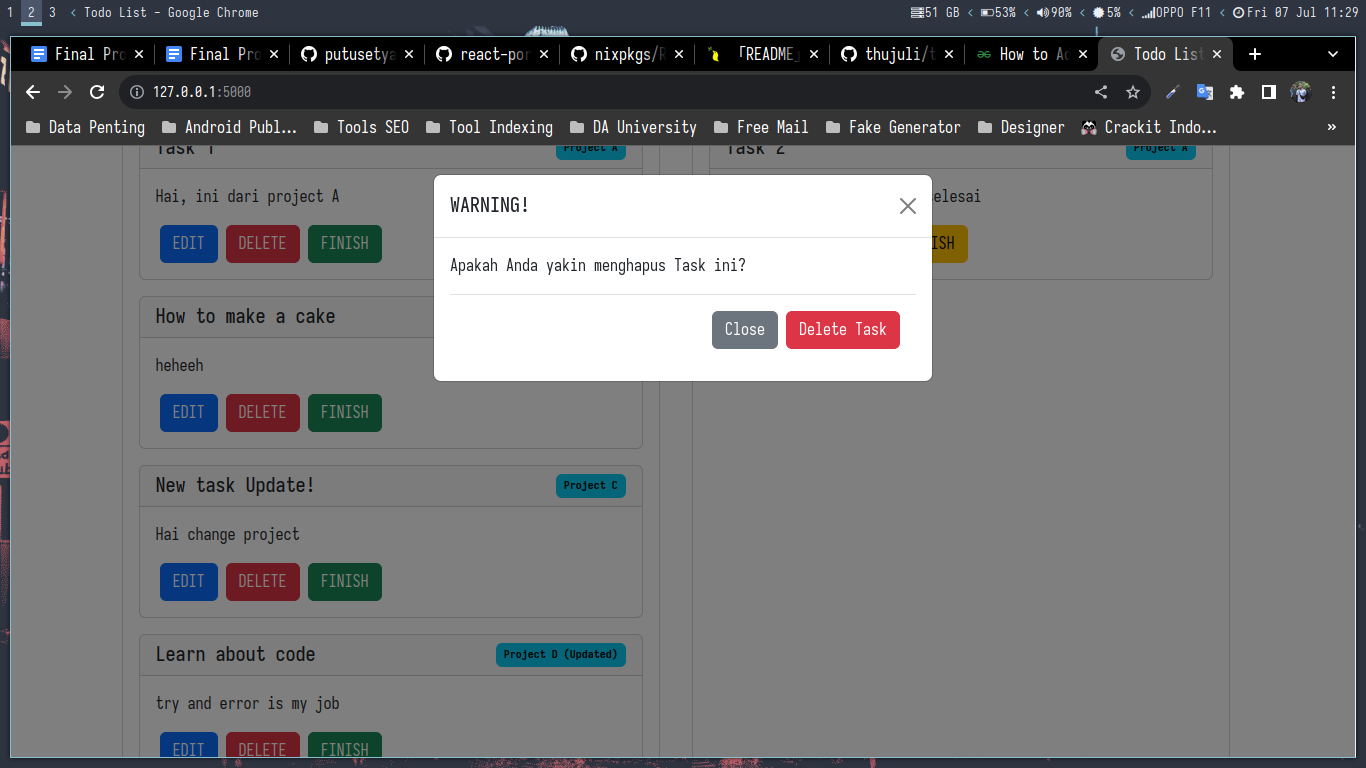 1 2 3 < Todo List - Google Chrome
51 GB < 53% < 90% < 5% < OPPO F11 < Fri 07 Jul 11:29
Final Pro Final Pro putusetya react-por nixpkgs/R 「README」 thujuli/t How to Ad Todo List
127.0.0.1:5000
Data Penting Android Publ... Tools SEO Tool Indexing DA University Free Mail Fake Generator Designer Crackit Indo... »
Task 1 Project A
Hai, ini dari project A
EDIT DELETE FINISH
Task 2 Project A
elesai
ISH
WARNING!
Apakah Anda yakin menghapus Task ini?
Close Delete Task
How to make a cake
heheeh
EDIT DELETE FINISH
New task Update! Project C
Hai change project
EDIT DELETE FINISH
Learn about code Project D (Updated)
try and error is my job
EDIT DELETE FINISH